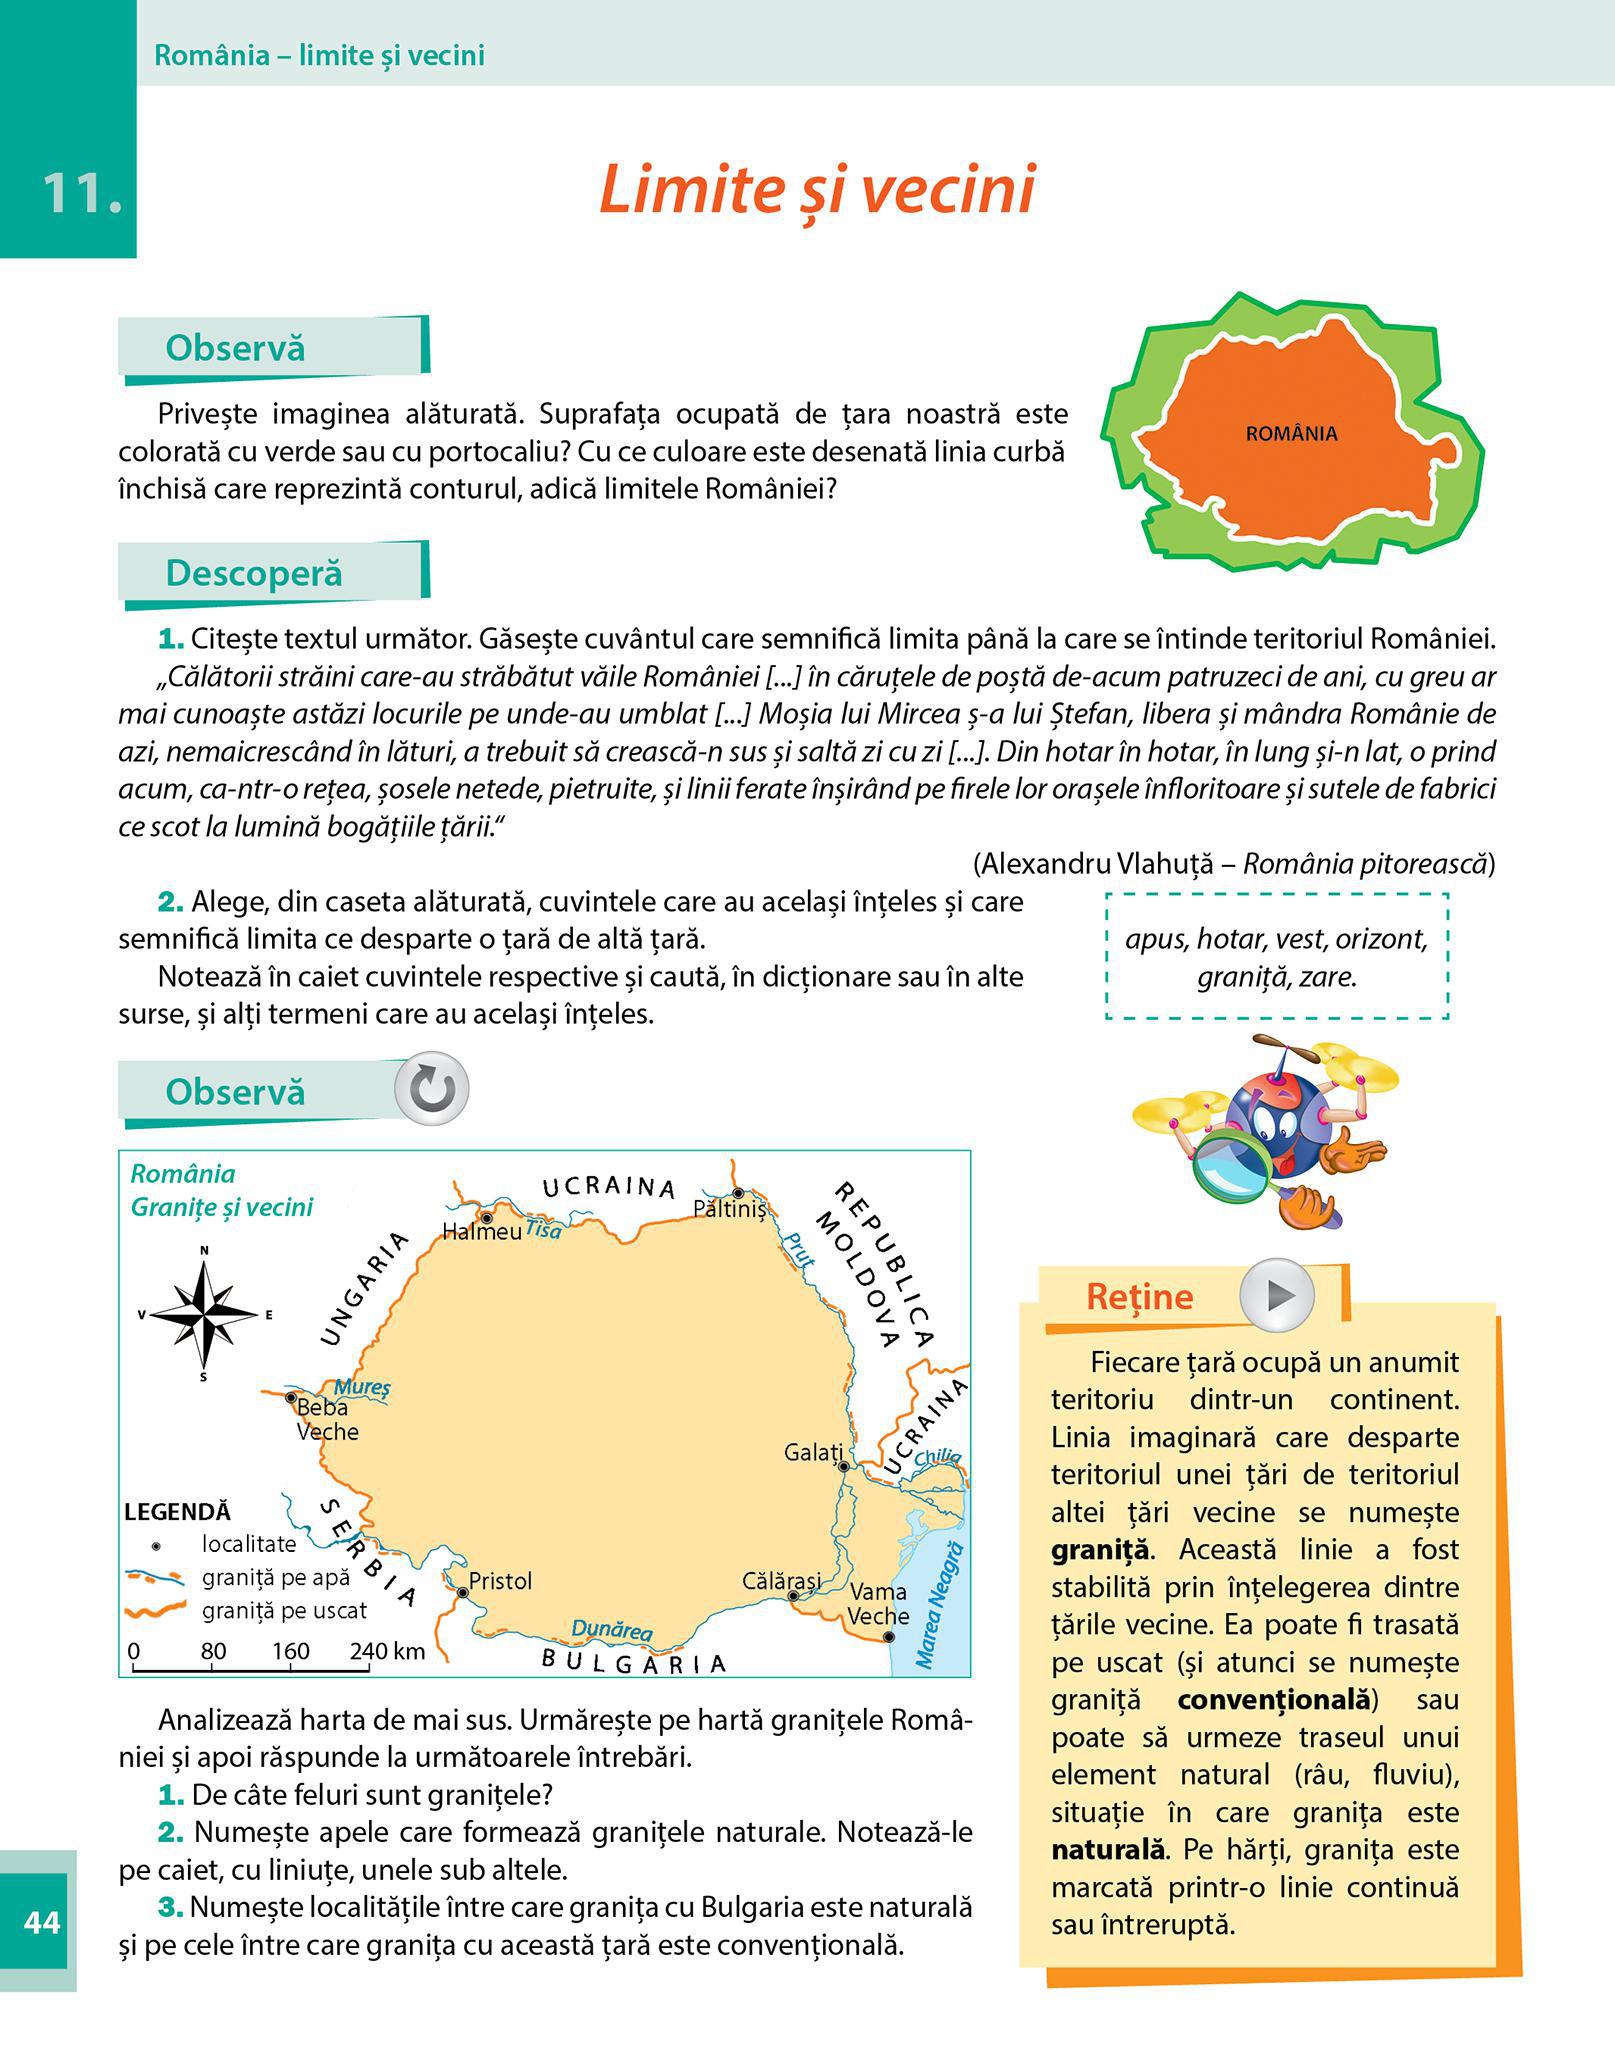 România – limite și vecini
11.
Limite și vecini
Observă
Privește imaginea alăturată. Suprafața ocupată de țara noastră este
colorată cu verde sau cu portocaliu? Cu ce culoare este desenată linia curbă
închisă care reprezintă conturul, adică limitele României?
ROMÂNIA
Descoperă
1. Citește textul următor. Găsește cuvântul care semnifică limita până la care se întinde teritoriul României.
„Călătorii străini care-au străbătut văile României [...] în căruțele de poștă de-acum patruzeci de ani, cu greu ar
mai cunoaște astăzi locurile pe unde-au umblat [...] Moșia lui Mircea ș-a lui Ștefan, libera și mândra Românie de
azi, nemaicrescând în lături, a trebuit să crească-n sus și saltă zi cu zi [...]. Din hotar în hotar, în lung și-n lat, o prind
acum, ca-ntr-o rețea, șosele netede, pietruite, și linii ferate înșirând pe firele lor orașele înfloritoare și sutele de fabrici
ce scot la lumină bogățiile țării.“
(Alexandru Vlahuță – România pitorească)
2. Alege, din caseta alăturată, cuvintele care au același înțeles și care
semnifică limita ce desparte o țară de altă țară.
Notează în caiet cuvintele respective și caută, în dicționare sau în alte
surse, și alți termeni care au același înțeles.
apus, hotar, vest, orizont,
graniță, zare.
Observă
România
Granițe și vecini
N
V
E
S
UCRAINA
Păltiniș
Halmeu
Tisa
UNGARIA
Prut
REPUBLICA
MOLDOVA
Mureș
Beba
Veche
UCRAINA
Galați
Chilia
SERBIA
Pristol
Călărași
Vama
Veche
Dunărea
Marea Neagră
BULGARIA
LEGENDĂ
localitate
graniță pe apă
graniță pe uscat
0 80 160 240 km
Analizează harta de mai sus. Urmărește pe hartă granițele Româ-
niei și apoi răspunde la următoarele întrebări.
1. De câte feluri sunt granițele?
2. Numește apele care formează granițele naturale. Notează-le
pe caiet, cu liniuțe, unele sub altele.
3. Numește localitățile între care granița cu Bulgaria este naturală
și pe cele între care granița cu această țară este convențională.
Reține
Fiecare țară ocupă un anumit
teritoriu dintr-un continent.
Linia imaginară care desparte
teritoriul unei țări de teritoriul
altei țări vecine se numește
graniță. Această linie a fost
stabilită prin înțelegerea dintre
țările vecine. Ea poate fi trasată
pe uscat (și atunci se numește
graniță convențională) sau
poate să urmeze traseul unui
element natural (râu, fluviu),
situație în care granița este
naturală. Pe hărți, granița este
marcată printr-o linie continuă
sau întreruptă.
44